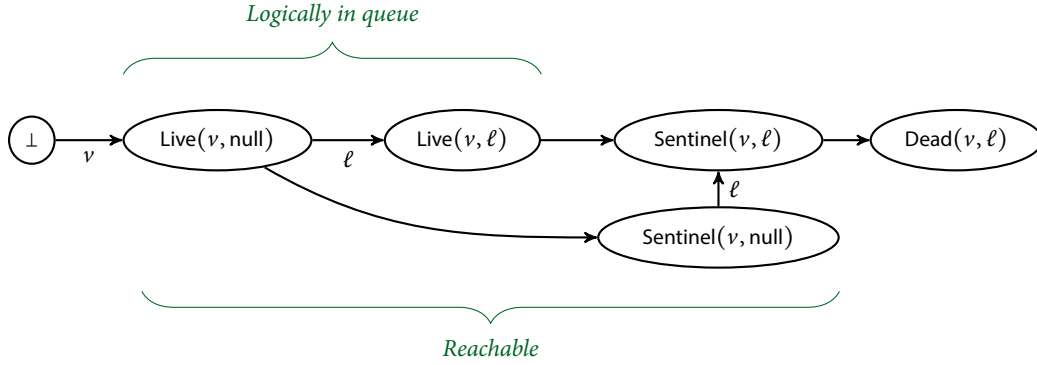 Logically in queue
⊥
v
Live(v, null)
ℓ
Live(v, ℓ)
Sentinel(v, ℓ)
Dead(v, ℓ)
ℓ
Sentinel(v, null)
Reachable